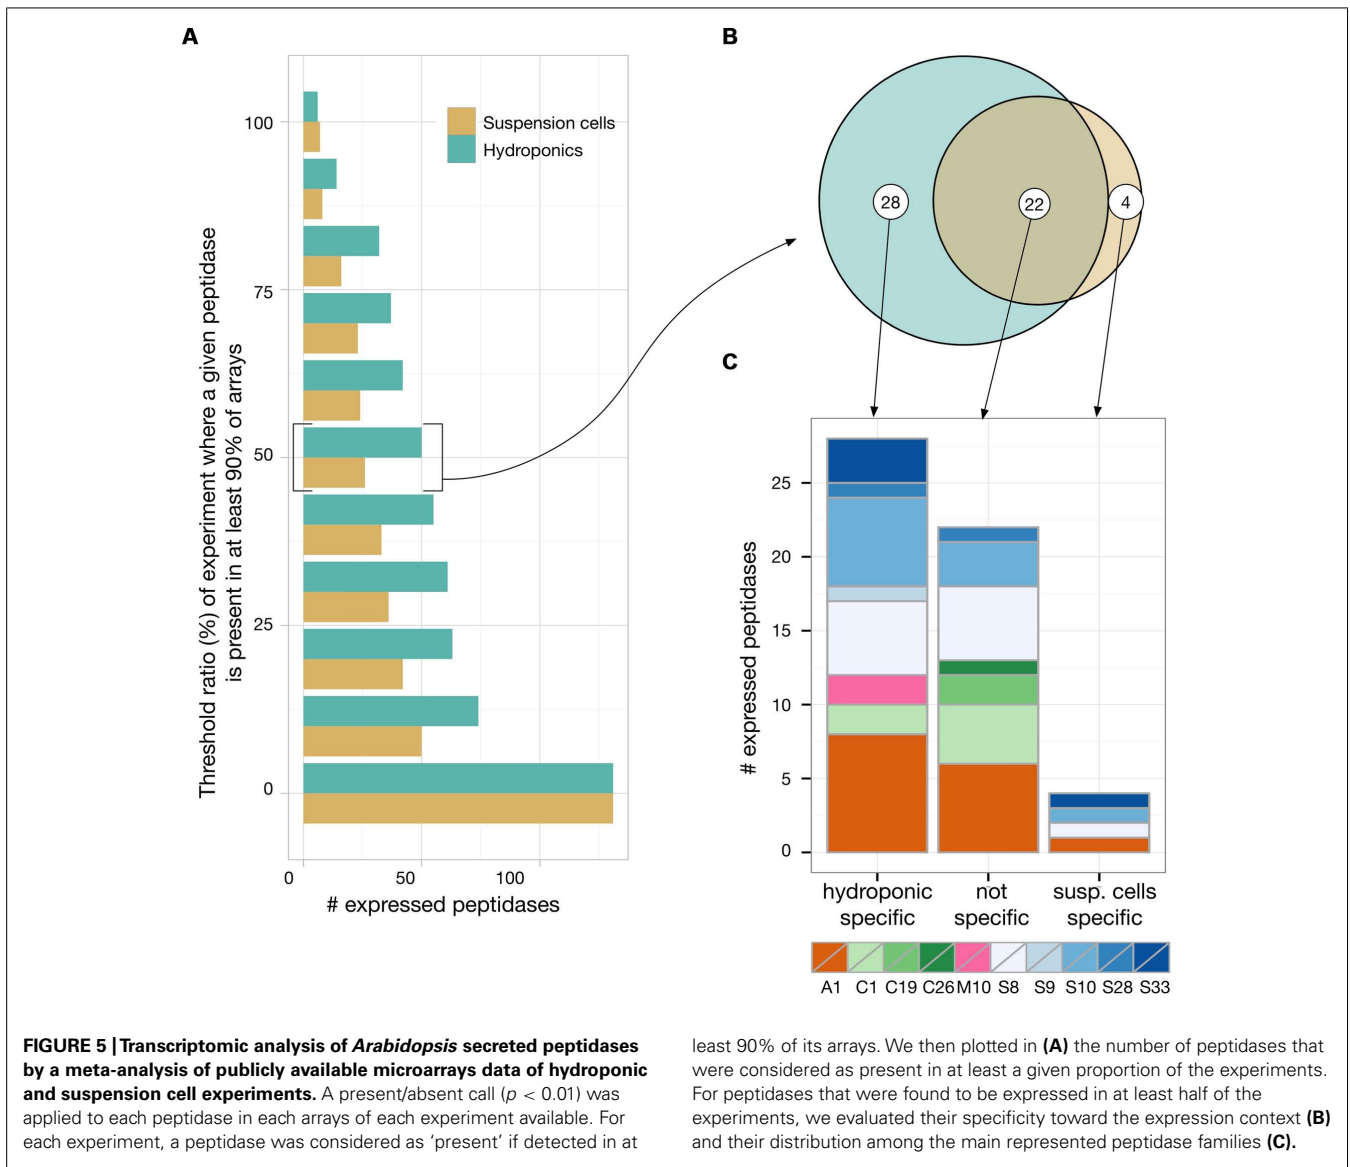 A
Threshold ratio (%) of experiment where a given peptidase
is present in at least 90% of arrays
100
75
50
25
0
Suspension cells
Hydroponics
0
50
100
# expressed peptidases
B
28
22
4
C
# expressed peptidases
25
20
15
10
5
0
hydroponic
specific
not
specific
susp. cells
specific
A1 C1 C19 C26 M10 S8 S9 S10 S28 S33
FIGURE 5 | Transcriptomic analysis of Arabidopsis secreted peptidases
by a meta-analysis of publicly available microarrays data of hydroponic
and suspension cell experiments. A present/absent call (p < 0.01) was
applied to each peptidase in each arrays of each experiment available. For
each experiment, a peptidase was considered as ‘present’ if detected in at
least 90% of its arrays. We then plotted in (A) the number of peptidases that
were considered as present in at least a given proportion of the experiments.
For peptidases that were found to be expressed in at least half of the
experiments, we evaluated their specificity toward the expression context (B)
and their distribution among the main represented peptidase families (C).